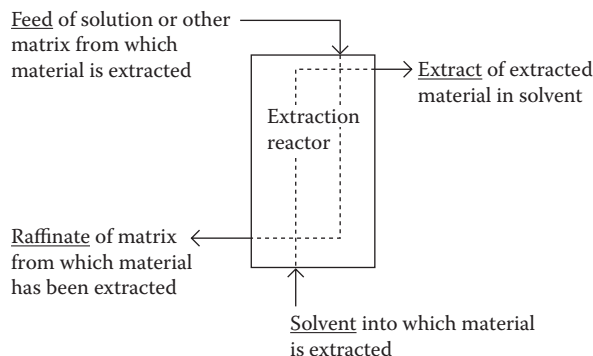 Feed of solution or other
matrix from which
material is extracted
Extract of extracted
material in solvent
Extraction
reactor
Raffinate of matrix
from which material
has been extracted
Solvent into which material
is extracted